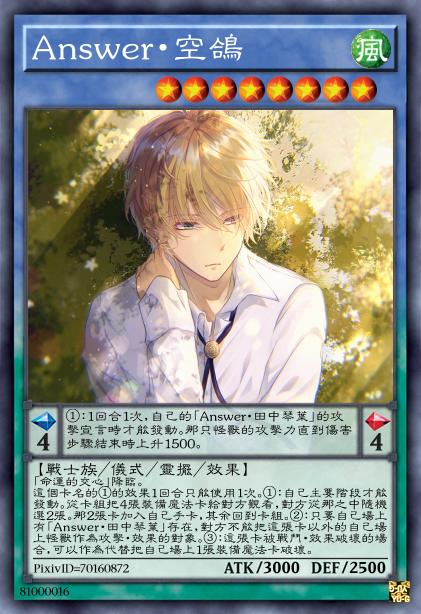 Answer・空鴿
風
①：1回合1次，自己的「Answer・田中琴葉」的攻
擊宣言時才能發動。那只怪獸的攻擊力直到傷害
步驟結束時上升1500。
4
4
【戰士族／儀式／靈擺／效果】
「命運的交心」降臨。
這個卡名的①的效果1回合只能使用1次。①：自己主要階段才能
發動。從卡組把4張裝備魔法卡給對方觀看，對方從那之中隨機
選2張。那2張卡加入自己手卡，其余回到卡組。②：只要自己場上
有「Answer・田中琴葉」存在，對方不能把這張卡以外的自己場
上怪獸作為攻擊・效果的對象。③：這張卡被戰鬥・效果破壞的場
合，可以作為代替把自己場上1張裝備魔法卡破壞。
PixivID=70160872
ATK/3000 DEF/2500
81000016